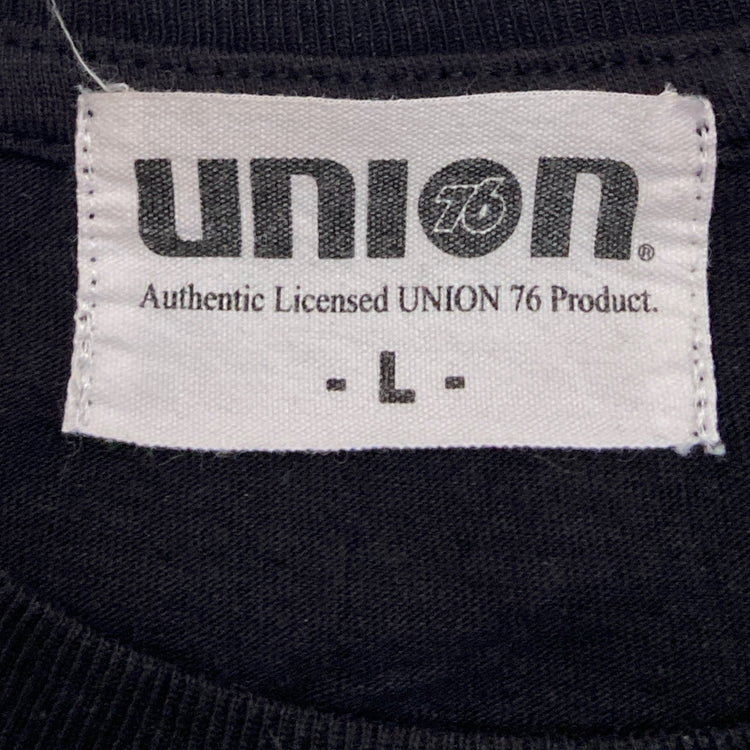 union 76 ®
Authentic Licensed UNION 76 Product.
- L -